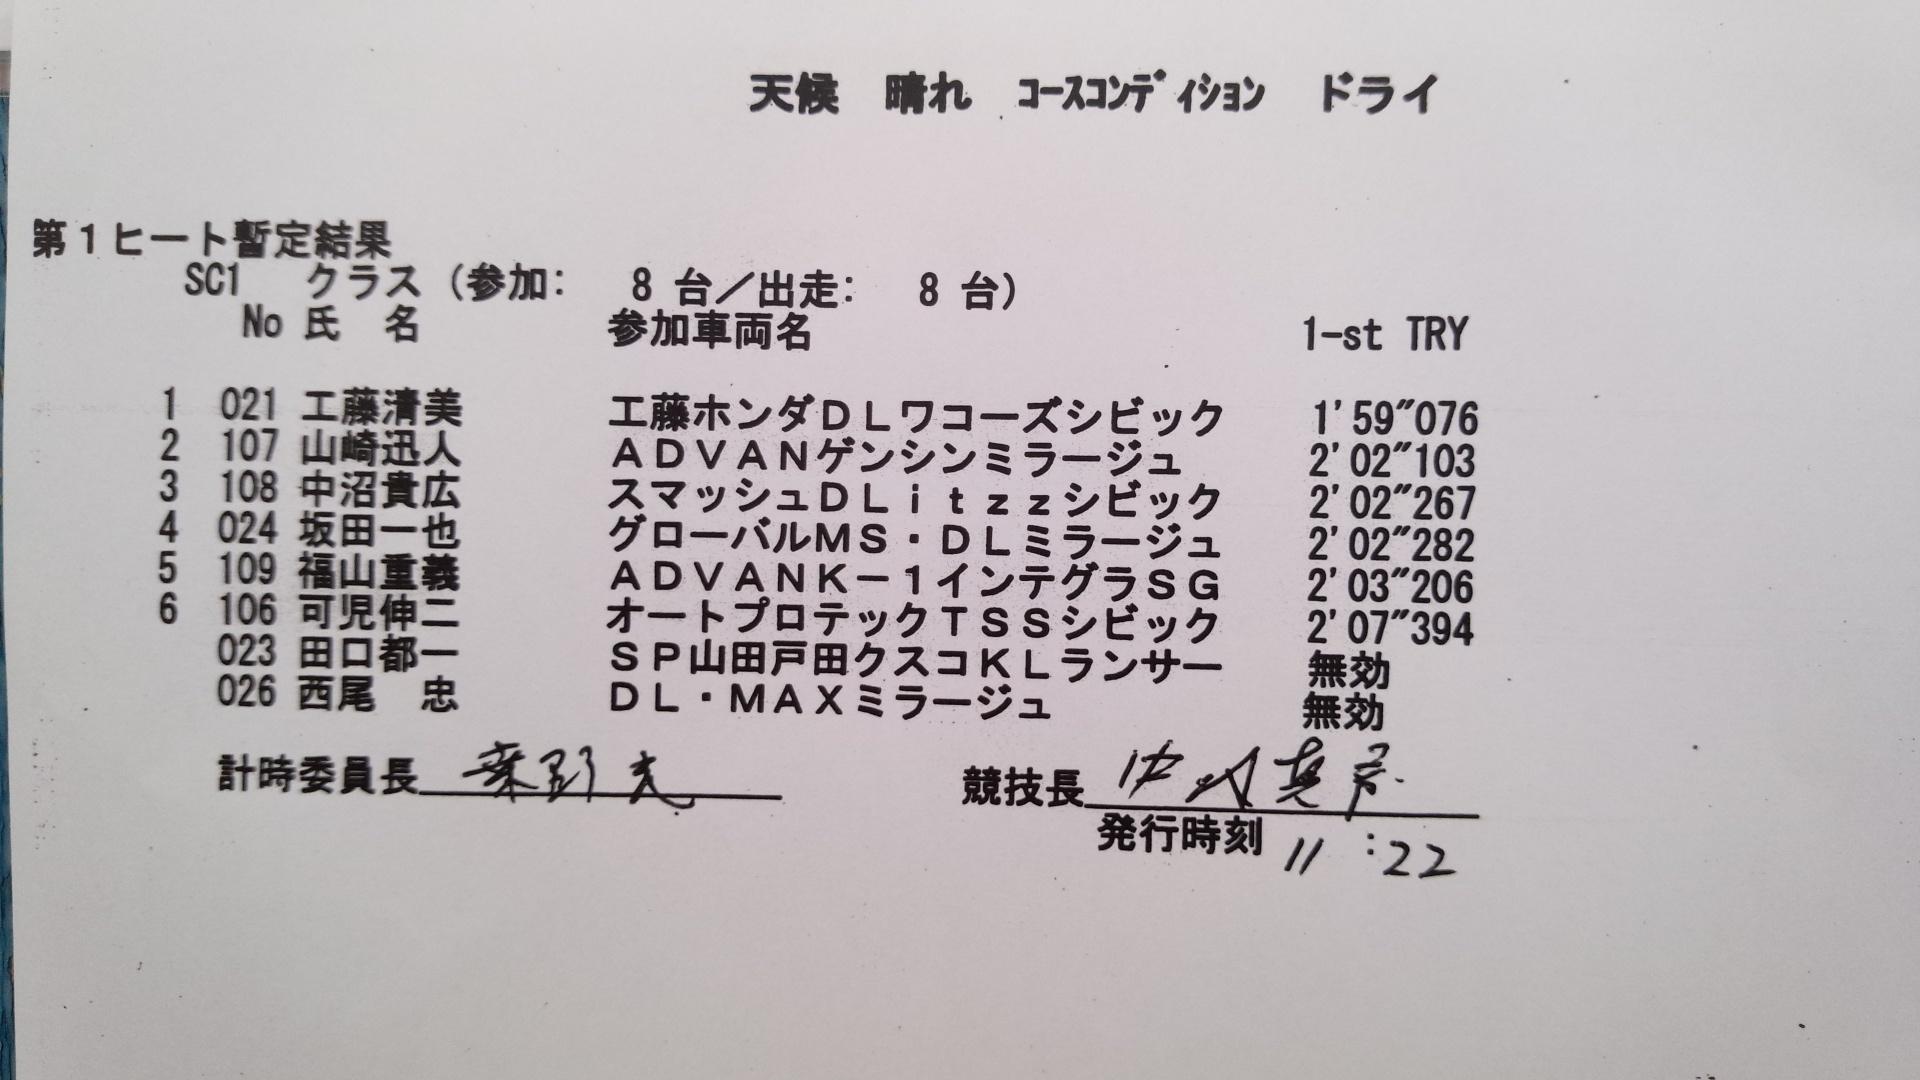 天候　晴れ　ｺｰｽｺﾝﾃﾞｨｼｮﾝ　ドライ
第１ヒート暫定結果
SC1　クラス（参加:　8 台／出走:　8 台）
No 氏　名　参加車両名　1-st TRY
1 021 工藤清美 工藤ホンダＤＬワコーズシビック 1'59"076
2 107 山崎迅人 ＡＤＶＡＮゲンシンミラージュ 2'02"103
3 108 中沼貴広 スマッシュＤＬｉｔｚｚシビック 2'02"267
4 024 坂田一也 グローバルＭＳ・ＤＬミラージュ 2'02"282
5 109 福山重義 ＡＤＶＡＮＫ－１インテグラＳＧ 2'03"206
6 106 可児伸二 オートプロテックＴＳＳシビック 2'07"394
023 田口都一 ＳＰ山田戸田クスコＫＬランサー 無効
026 西尾　忠 ＤＬ・ＭＡＸミラージュ 無効
計時委員長　競技長
発行時刻 11:22